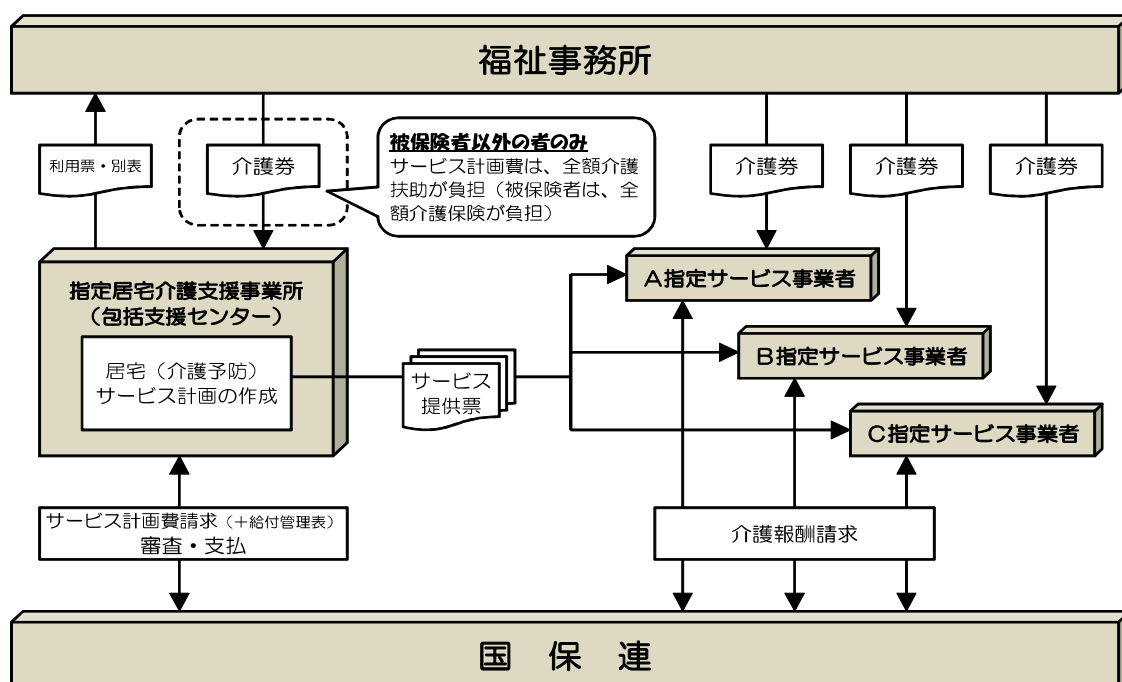 福祉事務所
利用票・別表
介護券
被保険者以外の者のみ
サービス計画費は、全額介護
扶助が負担（被保険者は、全
額介護保険が負担）
介護券
介護券
介護券
指定居宅介護支援事業所
（包括支援センター）
居宅（介護予防）
サービス計画の作成
サービス
提供票
A指定サービス事業者
B指定サービス事業者
C指定サービス事業者
サービス計画費請求（＋給付管理表）
審査・支払
介護報酬請求
国 保 連